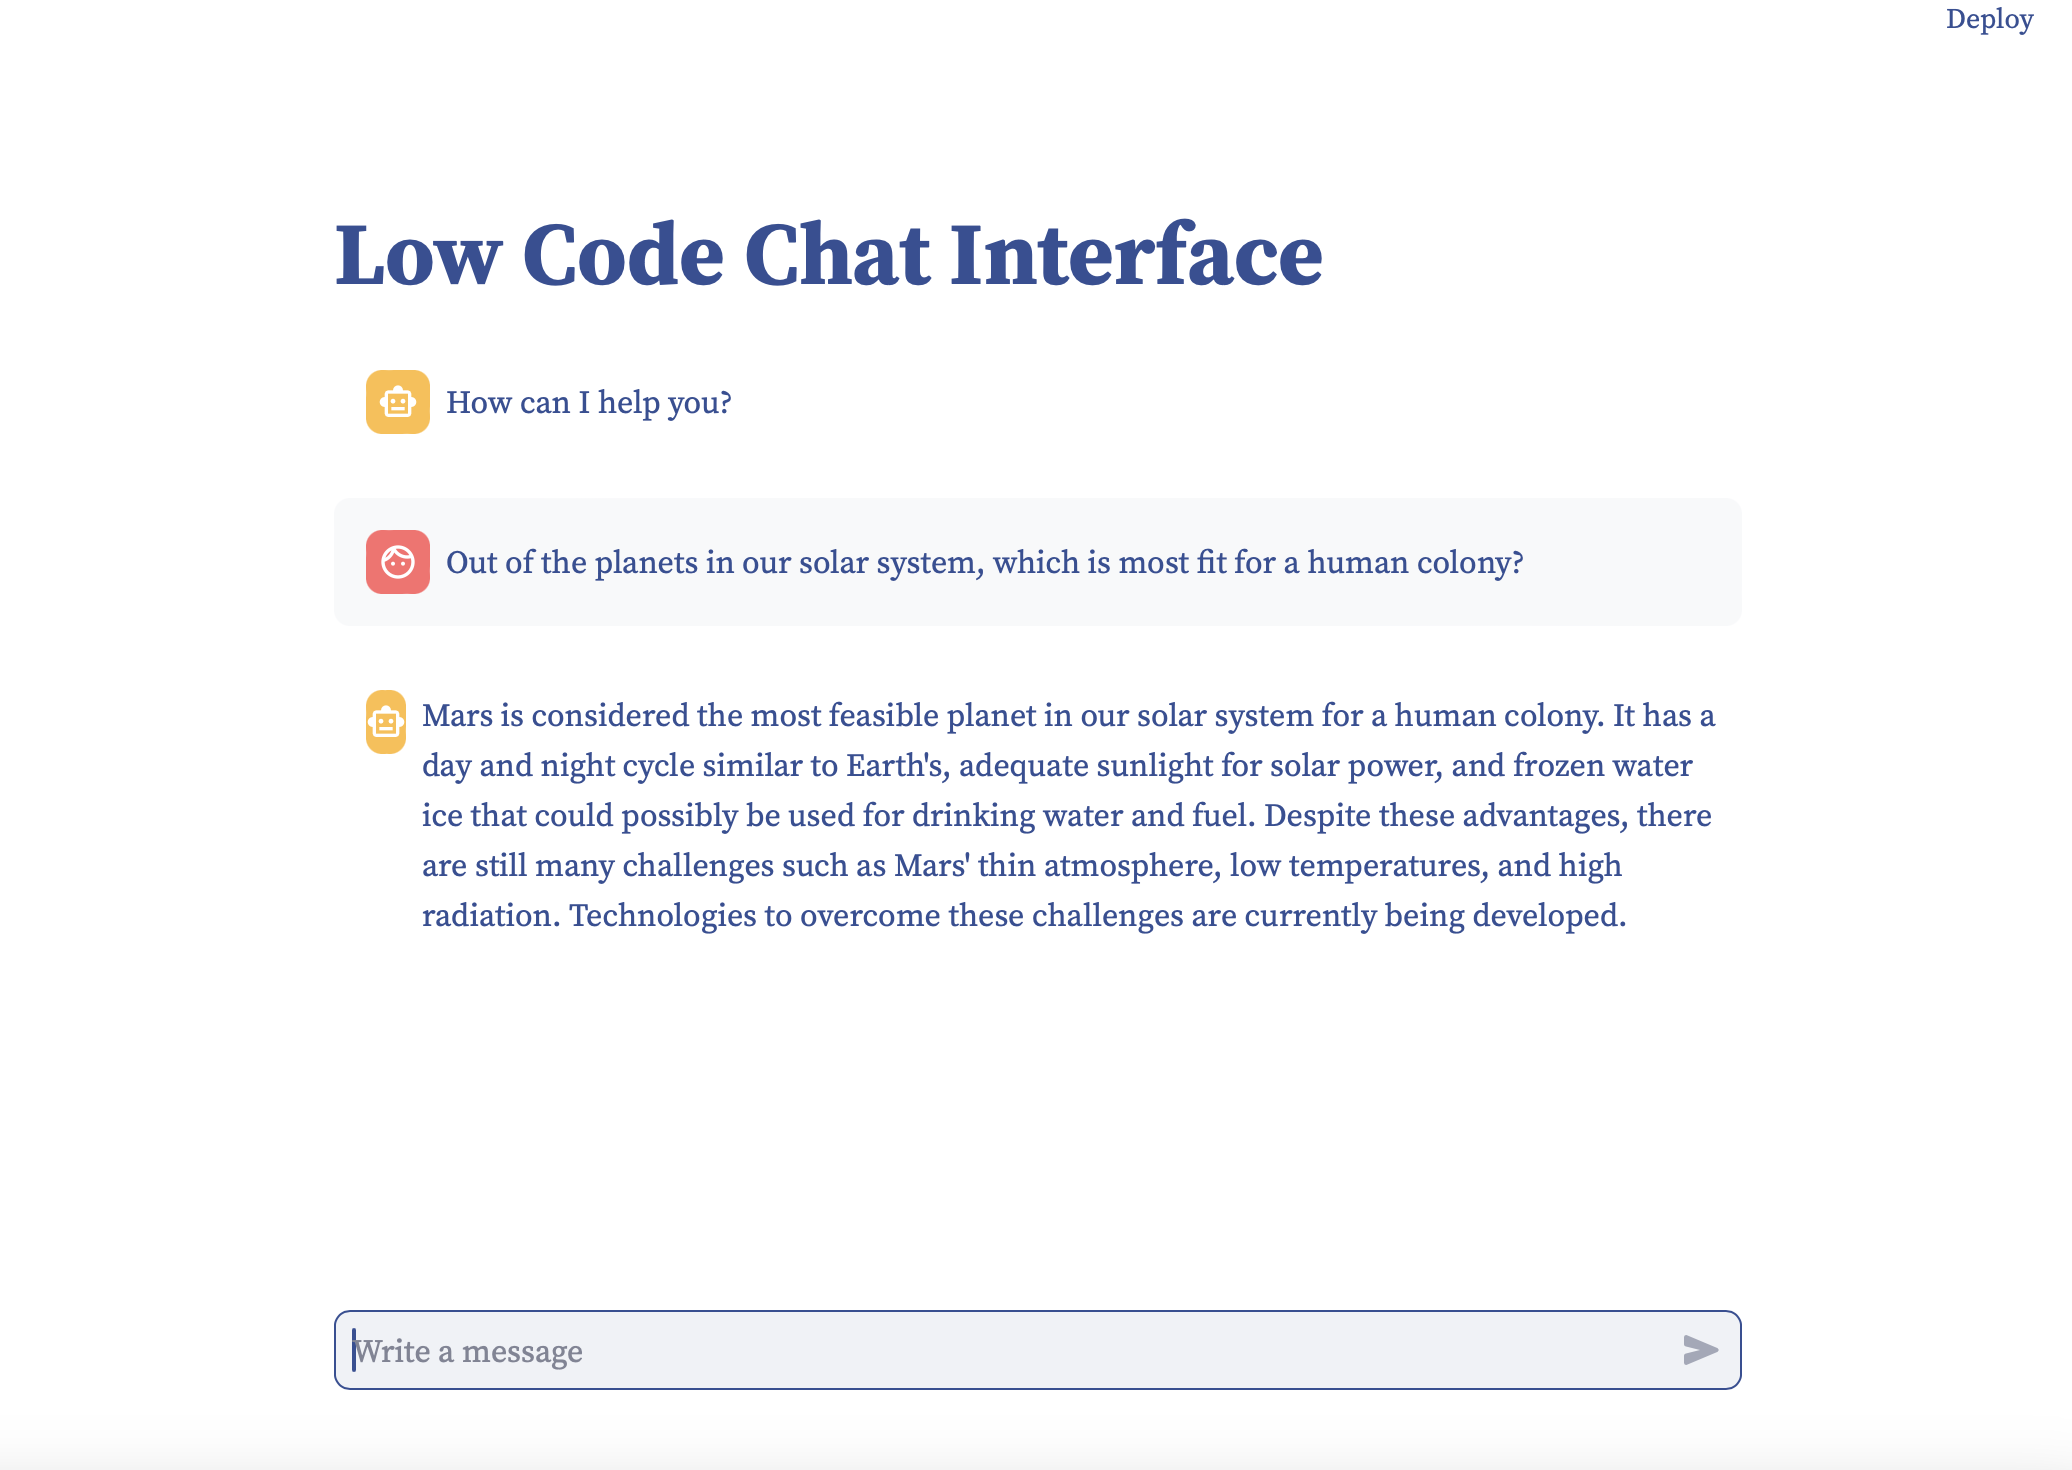 Deploy
Low Code Chat Interface
How can I help you?
Out of the planets in our solar system, which is most fit for a human colony?
Mars is considered the most feasible planet in our solar system for a human colony. It has a
day and night cycle similar to Earth's, adequate sunlight for solar power, and frozen water
ice that could possibly be used for drinking water and fuel. Despite these advantages, there
are still many challenges such as Mars' thin atmosphere, low temperatures, and high
radiation. Technologies to overcome these challenges are currently being developed.
Write a message